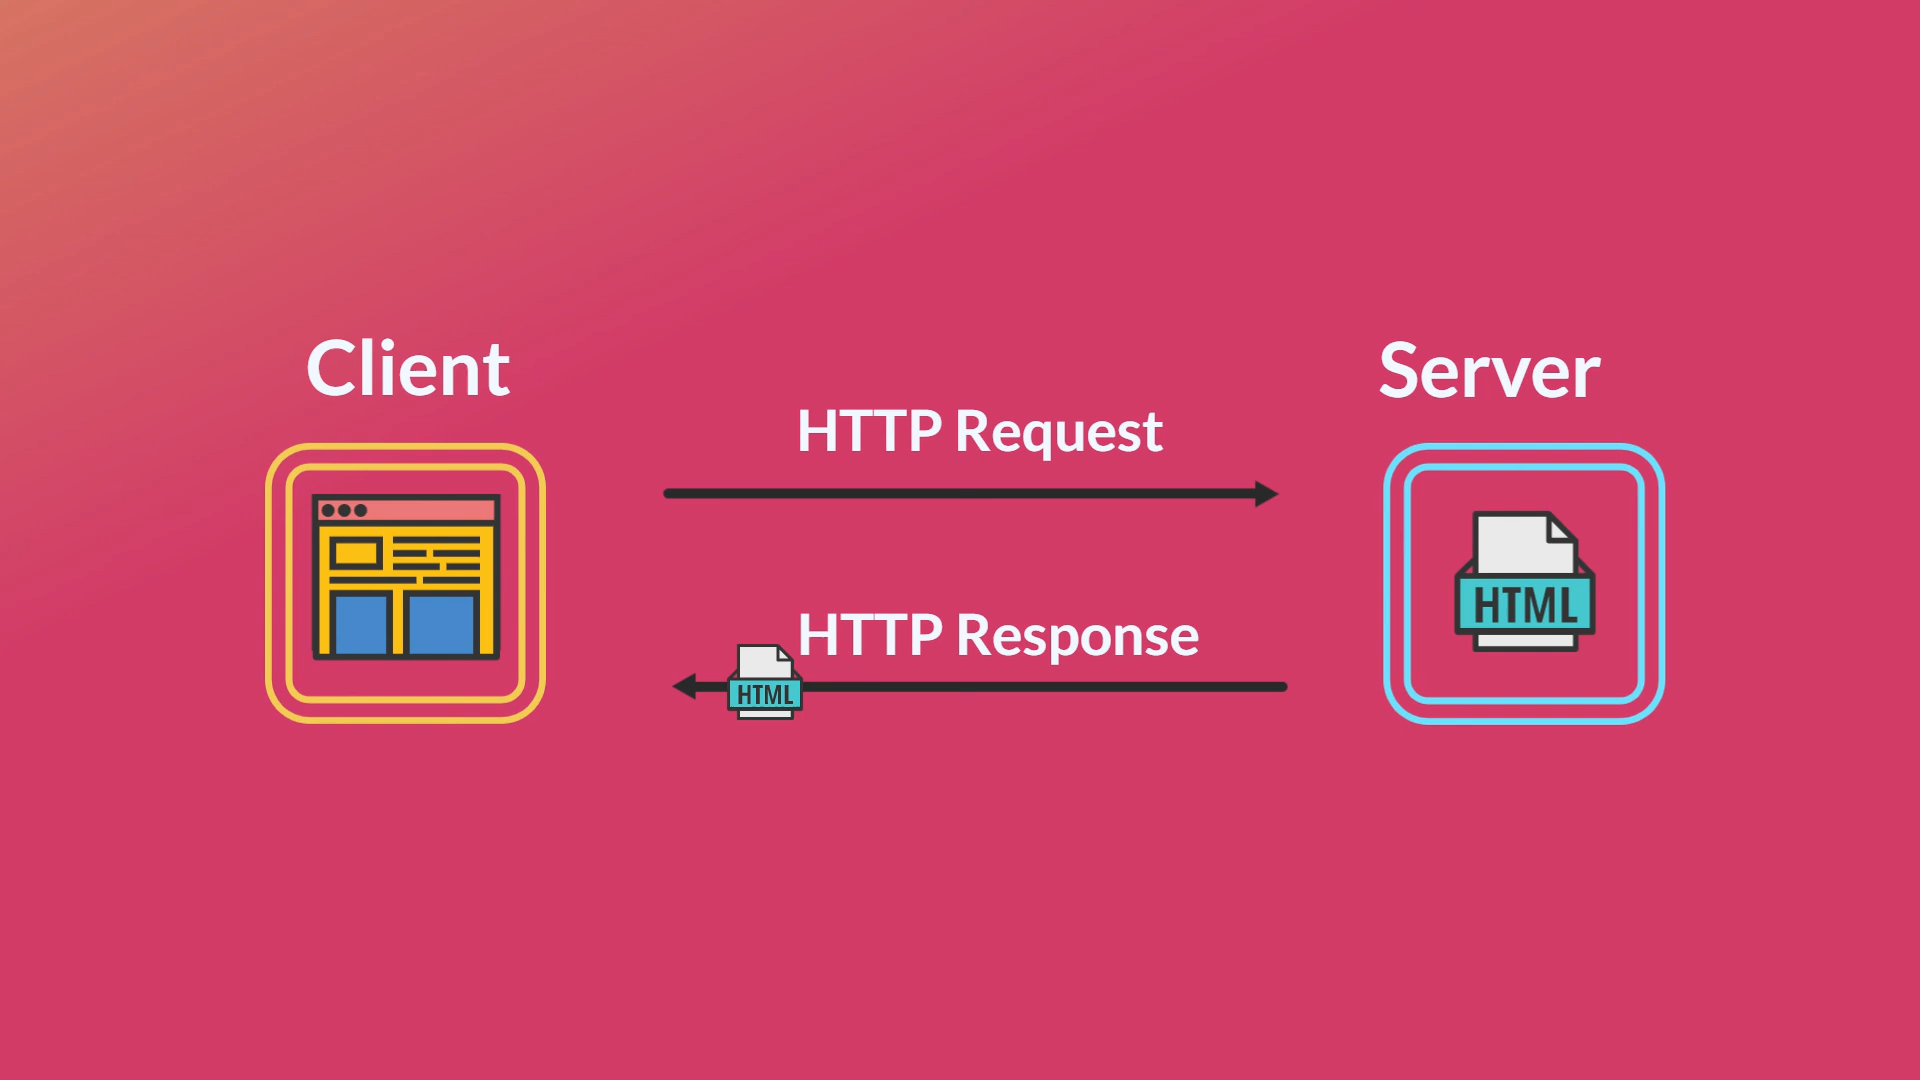 Client
Server
HTTP Request
HTTP Response
HTML
HTML